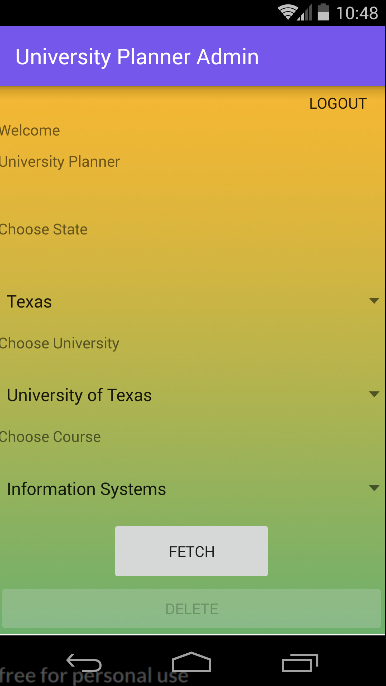 10:48
University Planner Admin
LOGOUT
Welcome
University Planner
Choose State
Texas
Choose University
University of Texas
Choose Course
Information Systems
FETCH
DELETE
free for personal use